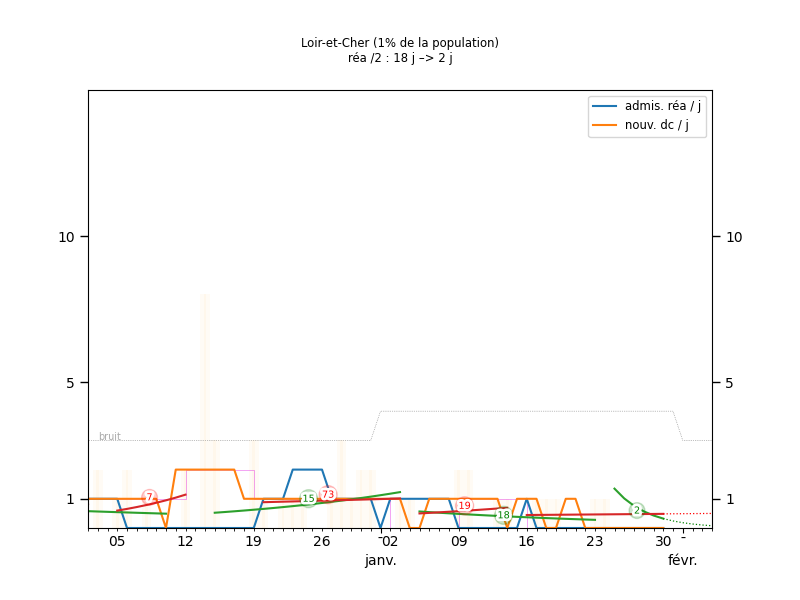 Loir-et-Cher (1% de la population)
réa /2 : 18 j –> 2 j
admis. réa / j
nouv. dc / j
10 10
5 5
bruit
7 15 73 19 18 2
1 1
05 12 19 26 02 09 16 23 30
janv. févr.